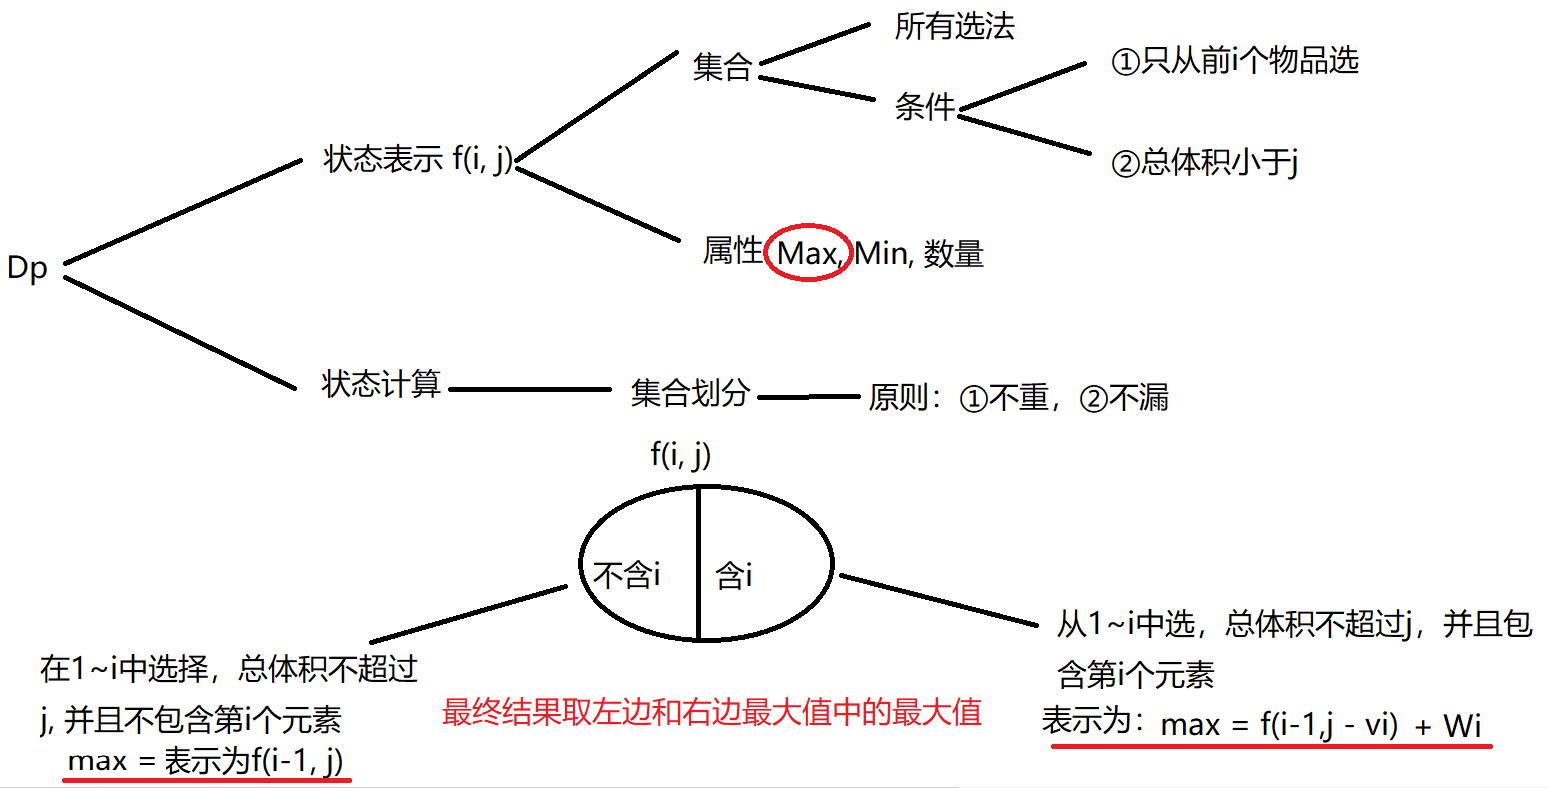 所有选法
集合
①只从前i个物品选
条件
状态表示 f(i, j)
②总体积小于j
属性 Max, Min, 数量
Dp
状态计算
集合划分
原则：①不重，②不漏
f(i, j)
不含i
含i
从1~i中选，总体积不超过j，并且包
含第i个元素
表示为：max = f(i-1,j - vi) + Wi
在1~i中选择，总体积不超过
j, 并且不包含第i个元素
max = 表示为f(i-1, j)
最终结果取左边和右边最大值中的最大值